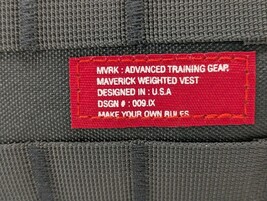 MVRK : ADVANCED TRAINING GEAR
MAVERICK WEIGHTED VEST
DESIGNED IN : U.S.A
DSGN # : 009.IX
MAKE YOUR OWN RULES